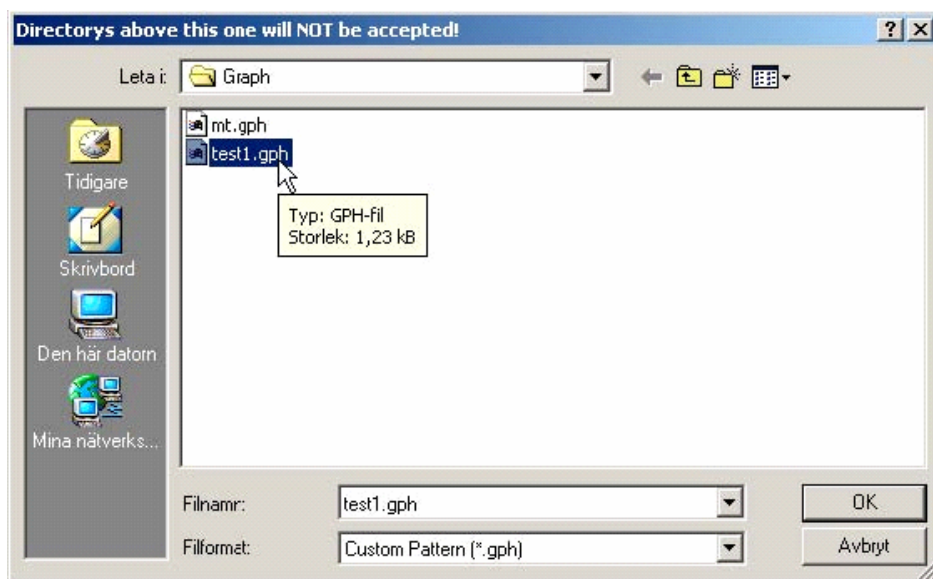 Directorys above this one will NOT be accepted!
Leta i:
Graph
mt.gph
test1.gph
Typ: GPH-fil
Storlek: 1,23 kB
Tidigare
Skrivbord
Den här datorn
Mina nätverks...
Filnamn:
test1.gph
OK
Filformat:
Custom Pattern (*.gph)
Avbryt